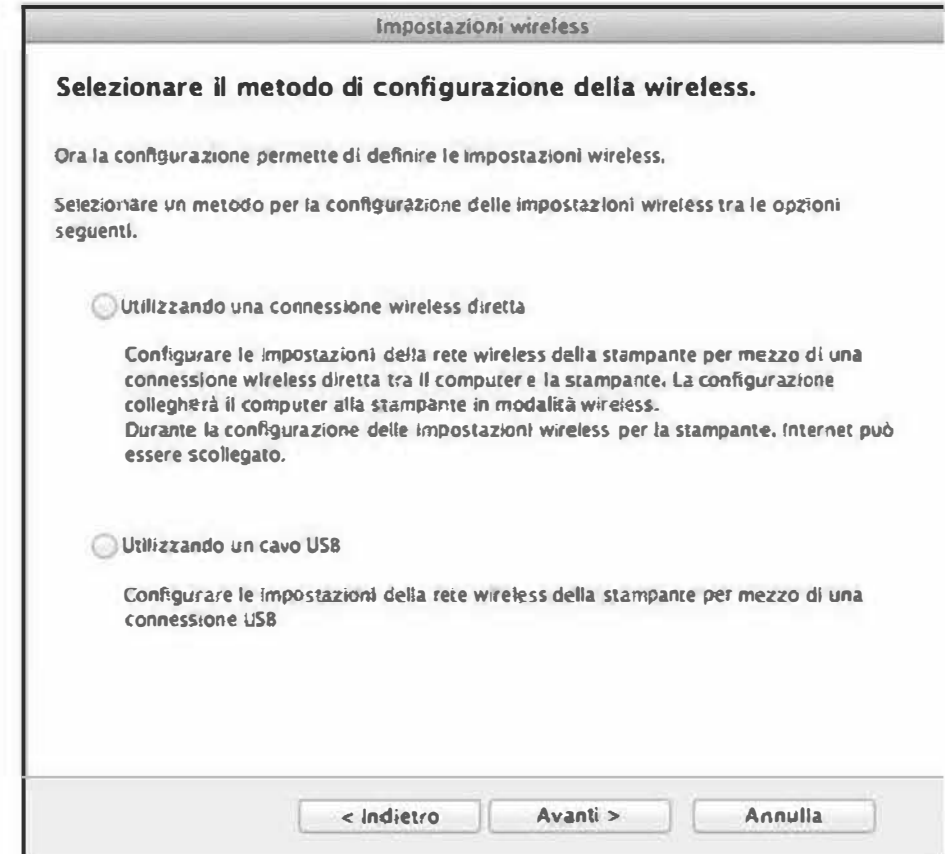 Impostazioni wireless
Selezionare il metodo di configurazione della wireless.
Ora la configurazione permette di definire le impostazioni wireless.
Selezionare un metodo per la configurazione delle impostazioni wireless tra le opzioni
seguenti.
Utilizzando una connessione wireless diretta
Configurare le impostazioni della rete wireless della stampante per mezzo di una
connessione wireless diretta tra il computer e la stampante. La configurazione
collegherà il computer alla stampante in modalità wireless.
Durante la configurazione delle impostazioni wireless per la stampante, Internet può
essere scollegato.
Utilizzando un cavo USB
Configurare le impostazioni della rete wireless della stampante per mezzo di una
connessione USB
< Indietro
Avanti >
Annulla